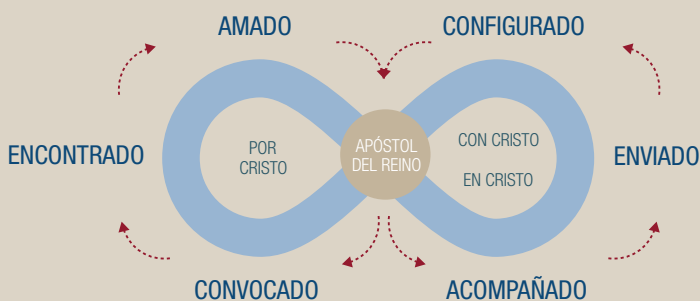 AMADO
CONFIGURADO
ENCONTRADO
POR
CRISTO
APÓSTOL
DEL REINO
CON CRISTO
EN CRISTO
ENVIADO
CONVOCADO
ACOMPAÑADO